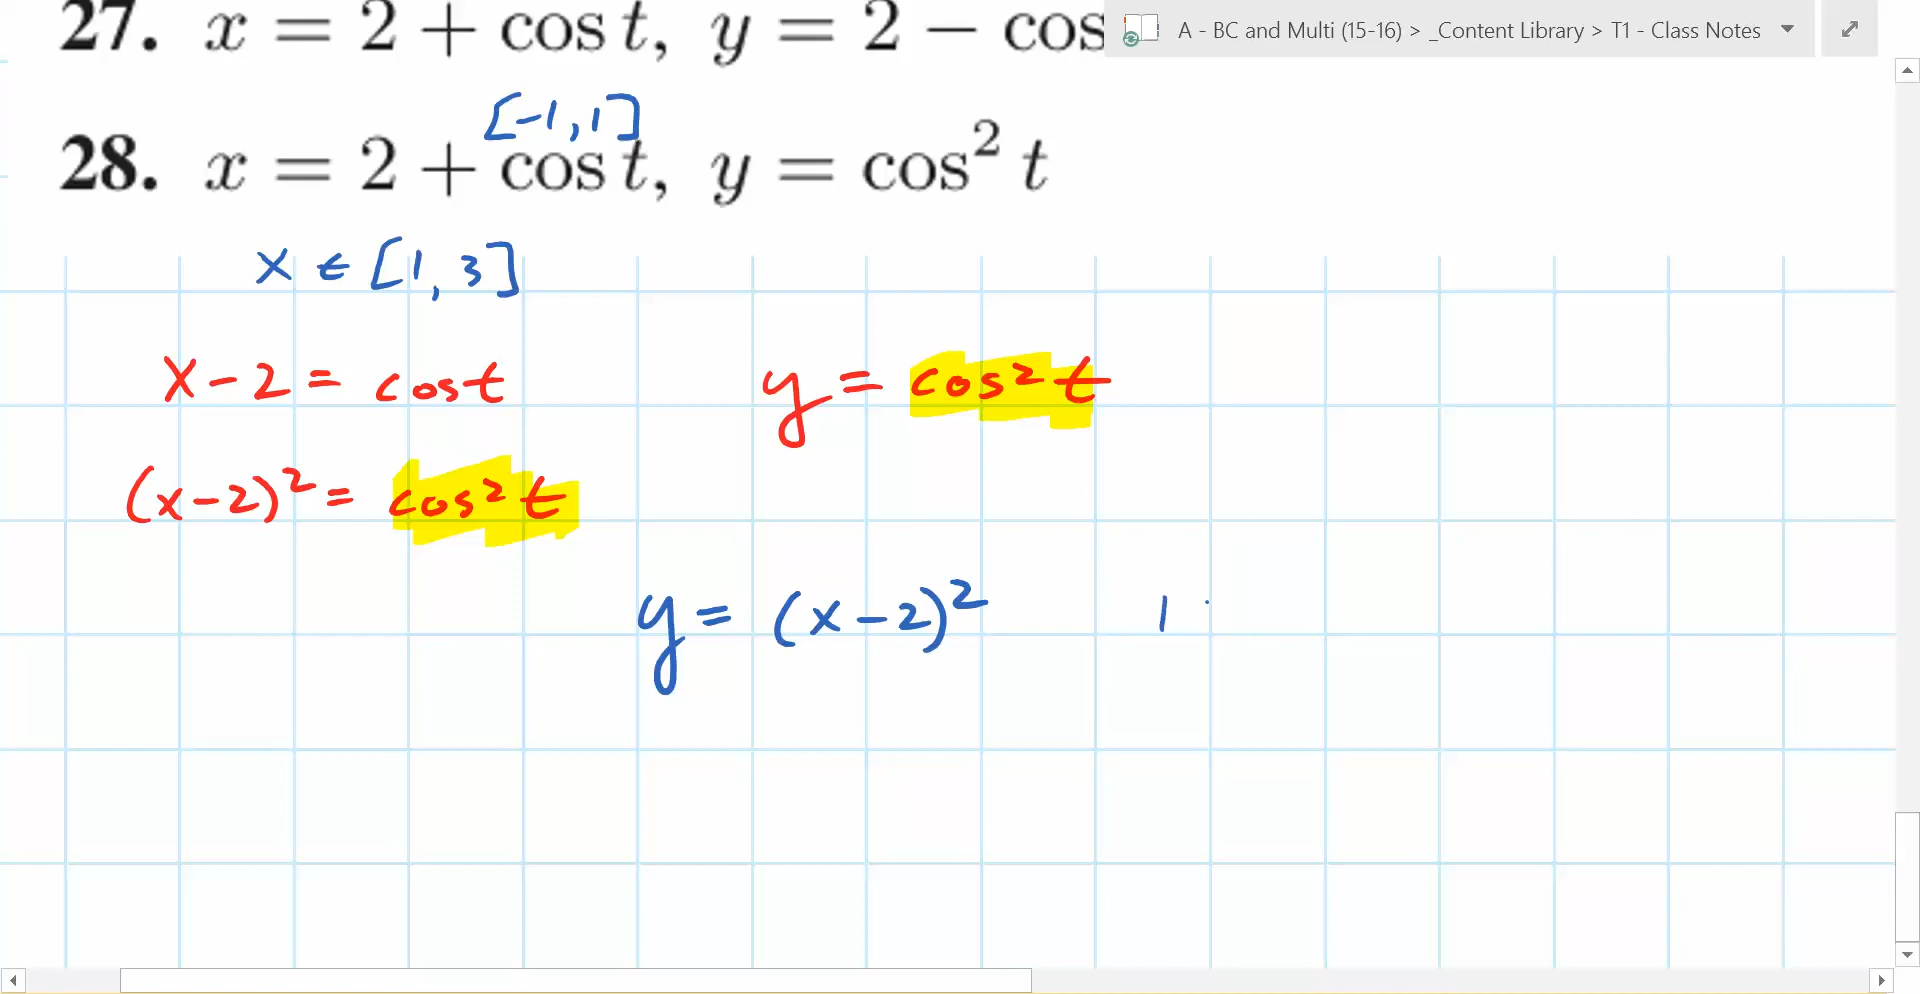 27. x = 2 + cos t, y = 2 − cos
A - BC and Multi (15-16) > _Content Library > T1 - Class Notes
[-1, 1]
28. x = 2 + cos t, y = cos² t
x ∈ [1, 3]
x - 2 = cos t
y = cos² t
(x - 2)² = cos² t
y = (x - 2)²
1